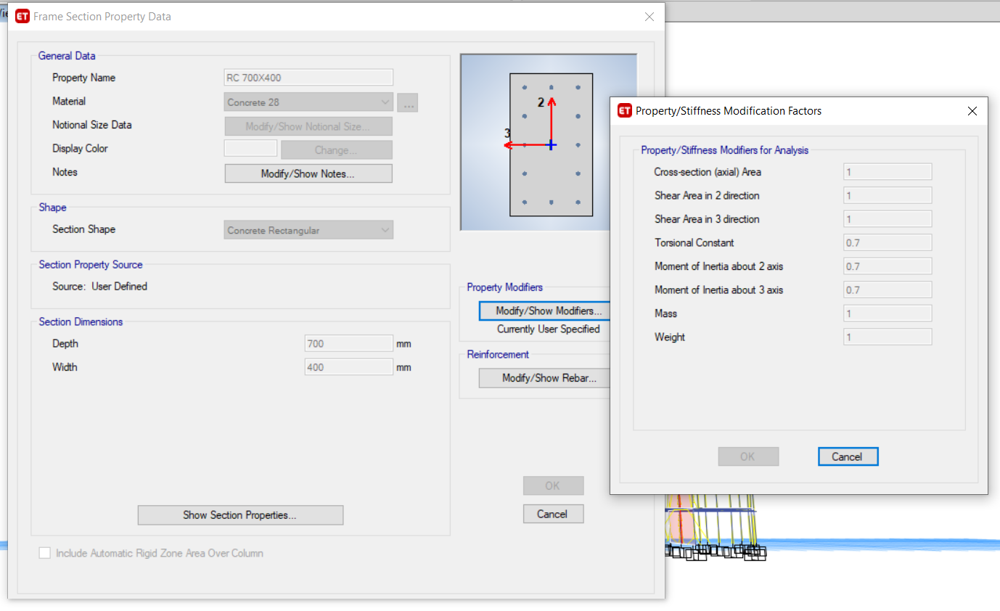 ET Frame Section Property Data
General Data
Property Name RC 700X400
Material Concrete 28 ...
Notional Size Data Modify/Show Notional Size...
Display Color Change...
Notes Modify/Show Notes...
Shape
Section Shape Concrete Rectangular
Section Property Source
Source: User Defined
Section Dimensions
Depth 700 mm
Width 400 mm
Show Section Properties...
Include Automatic Rigid Zone Area Over Column
2
3
Property Modifiers
Modify/Show Modifiers...
Currently User Specified
Reinforcement
Modify/Show Rebar...
OK
Cancel
ET Property/Stiffness Modification Factors
Property/Stiffness Modifiers for Analysis
Cross-section (axial) Area 1
Shear Area in 2 direction 1
Shear Area in 3 direction 1
Torsional Constant 0.7
Moment of Inertia about 2 axis 0.7
Moment of Inertia about 3 axis 0.7
Mass 1
Weight 1
OK Cancel